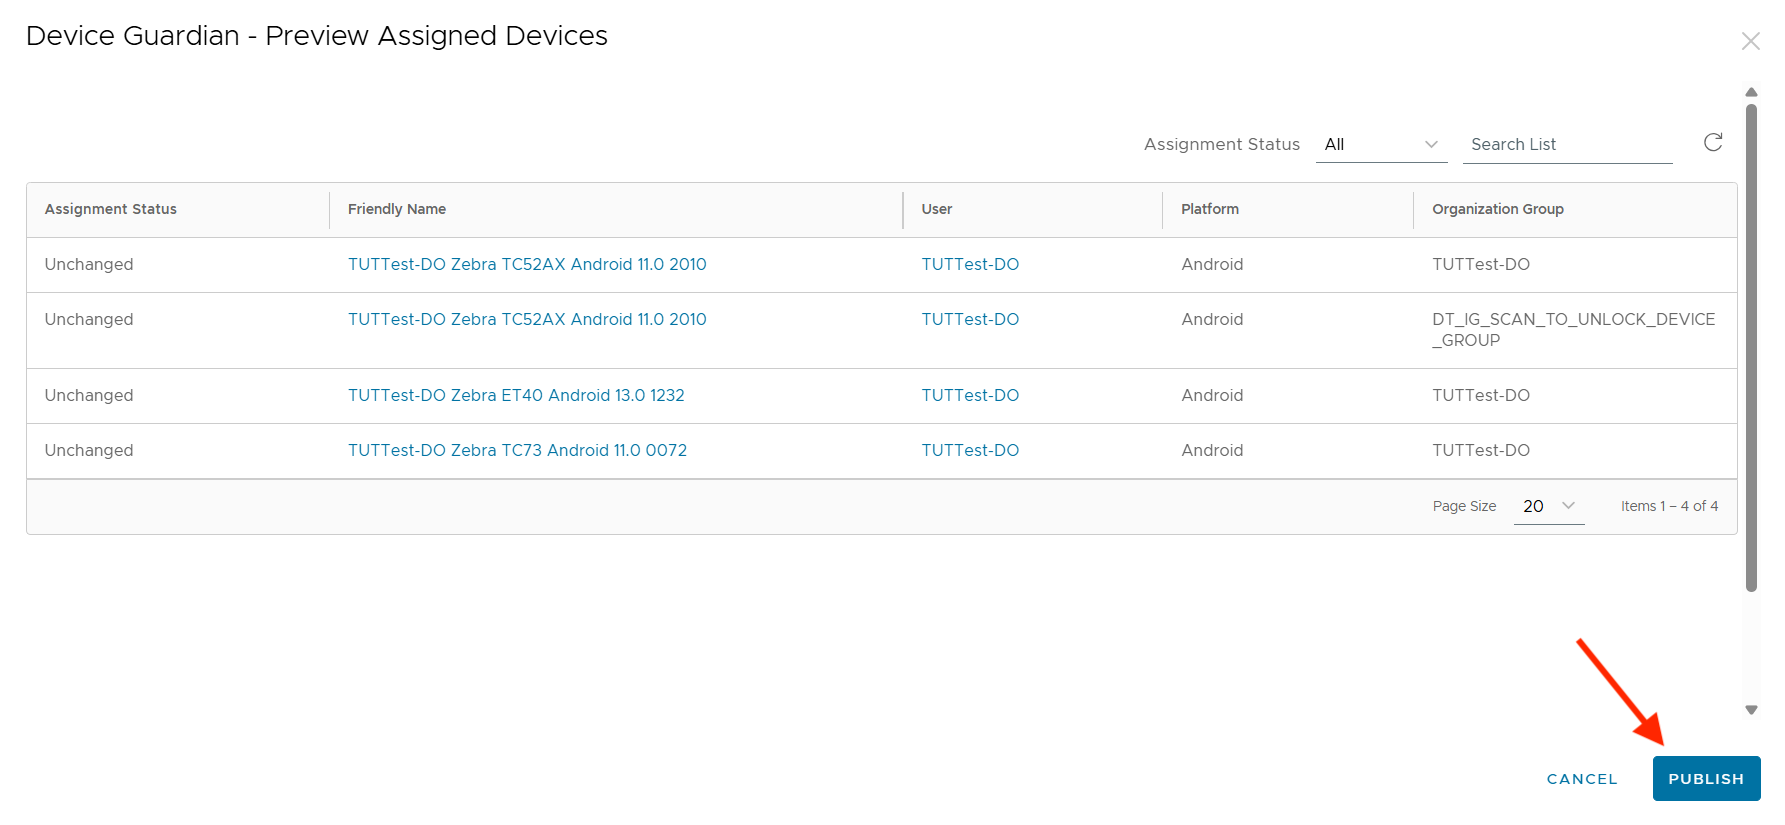 Device Guardian - Preview Assigned Devices
Assignment Status All Search List
Assignment Status Friendly Name User Platform Organization Group
Unchanged TUTTest-DO Zebra TC52AX Android 11.0 2010 TUTTest-DO Android TUTTest-DO
Unchanged TUTTest-DO Zebra TC52AX Android 11.0 2010 TUTTest-DO Android DT_IG_SCAN_TO_UNLOCK_DEVICE
_GROUP
Unchanged TUTTest-DO Zebra ET40 Android 13.0 1232 TUTTest-DO Android TUTTest-DO
Unchanged TUTTest-DO Zebra TC73 Android 11.0 0072 TUTTest-DO Android TUTTest-DO
Page Size 20 Items 1 – 4 of 4
CANCEL PUBLISH